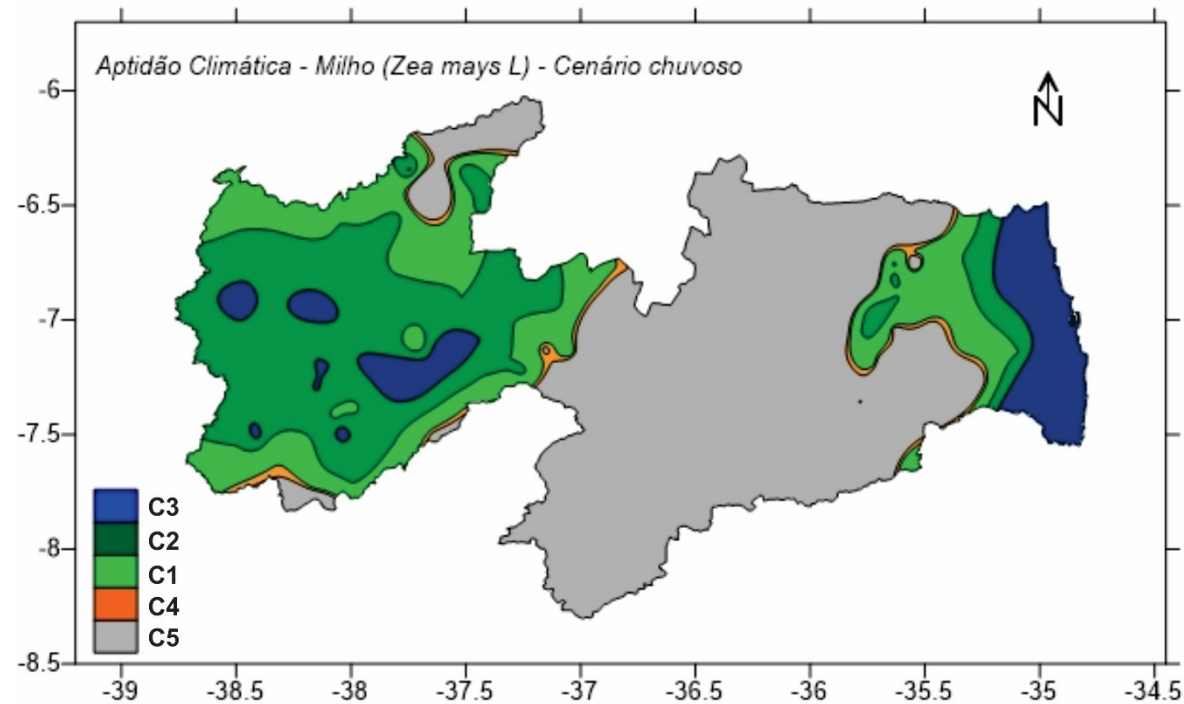 Aptidão Climática - Milho (Zea mays L) - Cenário chuvoso
N
-6
-6.5
-7
-7.5
-8
-8.5
C3
C2
C1
C4
C5
-39 -38.5 -38 -37.5 -37 -36.5 -36 -35.5 -35 -34.5